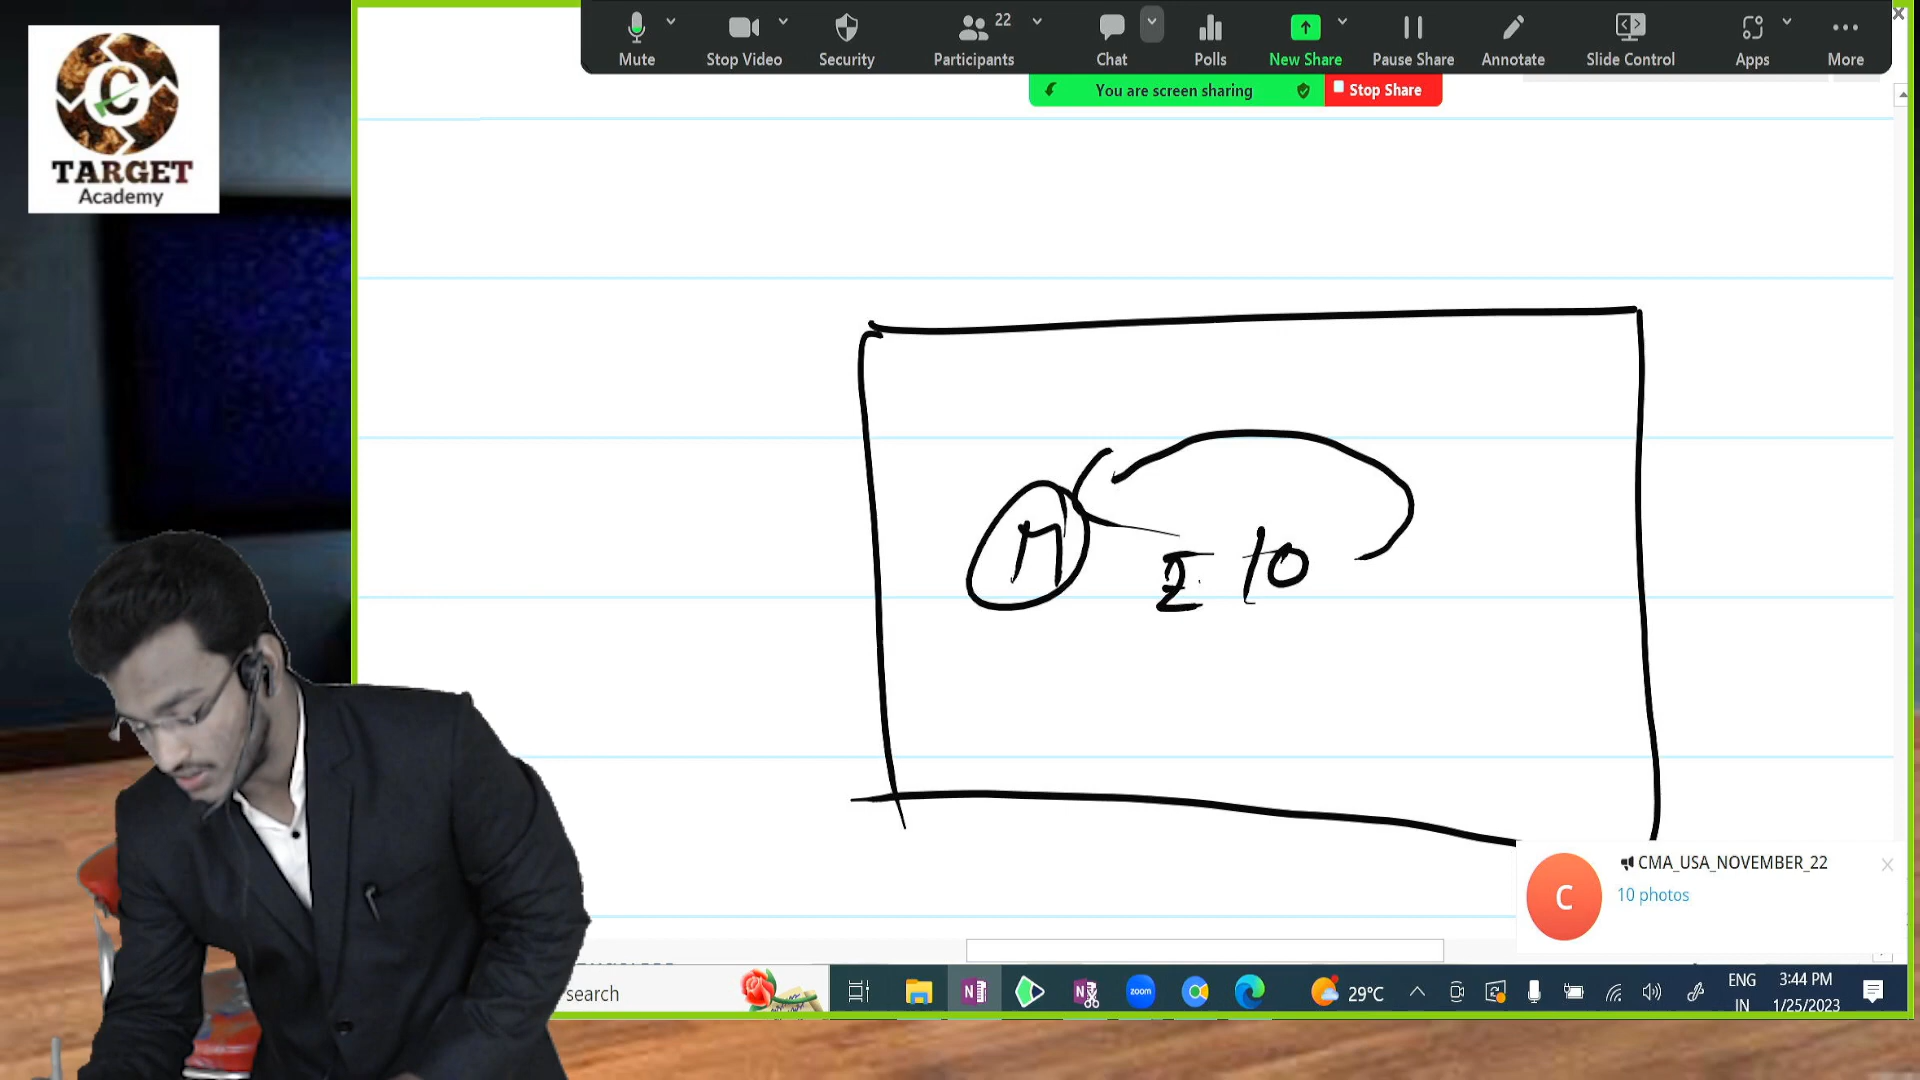 C
TARGET
Academy
Mute
Stop Video
Security
Participants
22
Chat
Polls
New Share
Pause Share
Annotate
Slide Control
Apps
More
You are screen sharing
Stop Share
M
10
C
CMA_USA_NOVEMBER_22
10 photos
search
N
zoom
29°C
ENG
IN
3:44 PM
1/25/2023